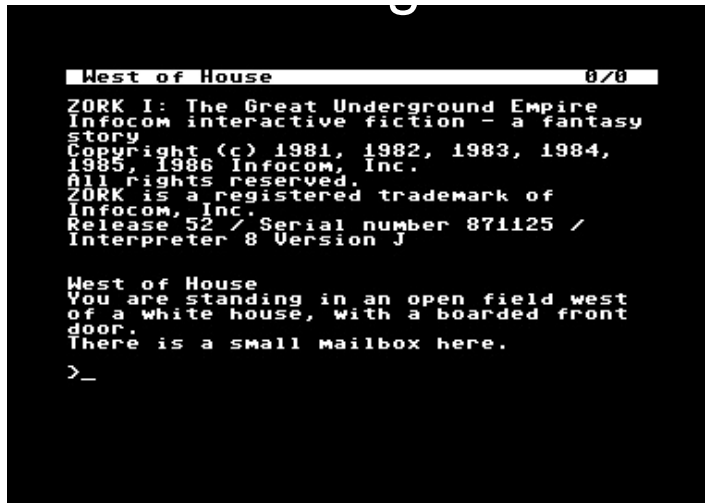 West of House 0/0
ZORK I: The Great Underground Empire
Infocom interactive fiction - a fantasy
story
Copyright (c) 1981, 1982, 1983, 1984,
1985, 1986 Infocom, Inc.
All rights reserved.
ZORK is a registered trademark of
Infocom, Inc.
Release 52 / Serial number 871125 /
Interpreter 8 Version J
West of House
You are standing in an open field west
of a white house, with a boarded front
door.
There is a small mailbox here.
>_